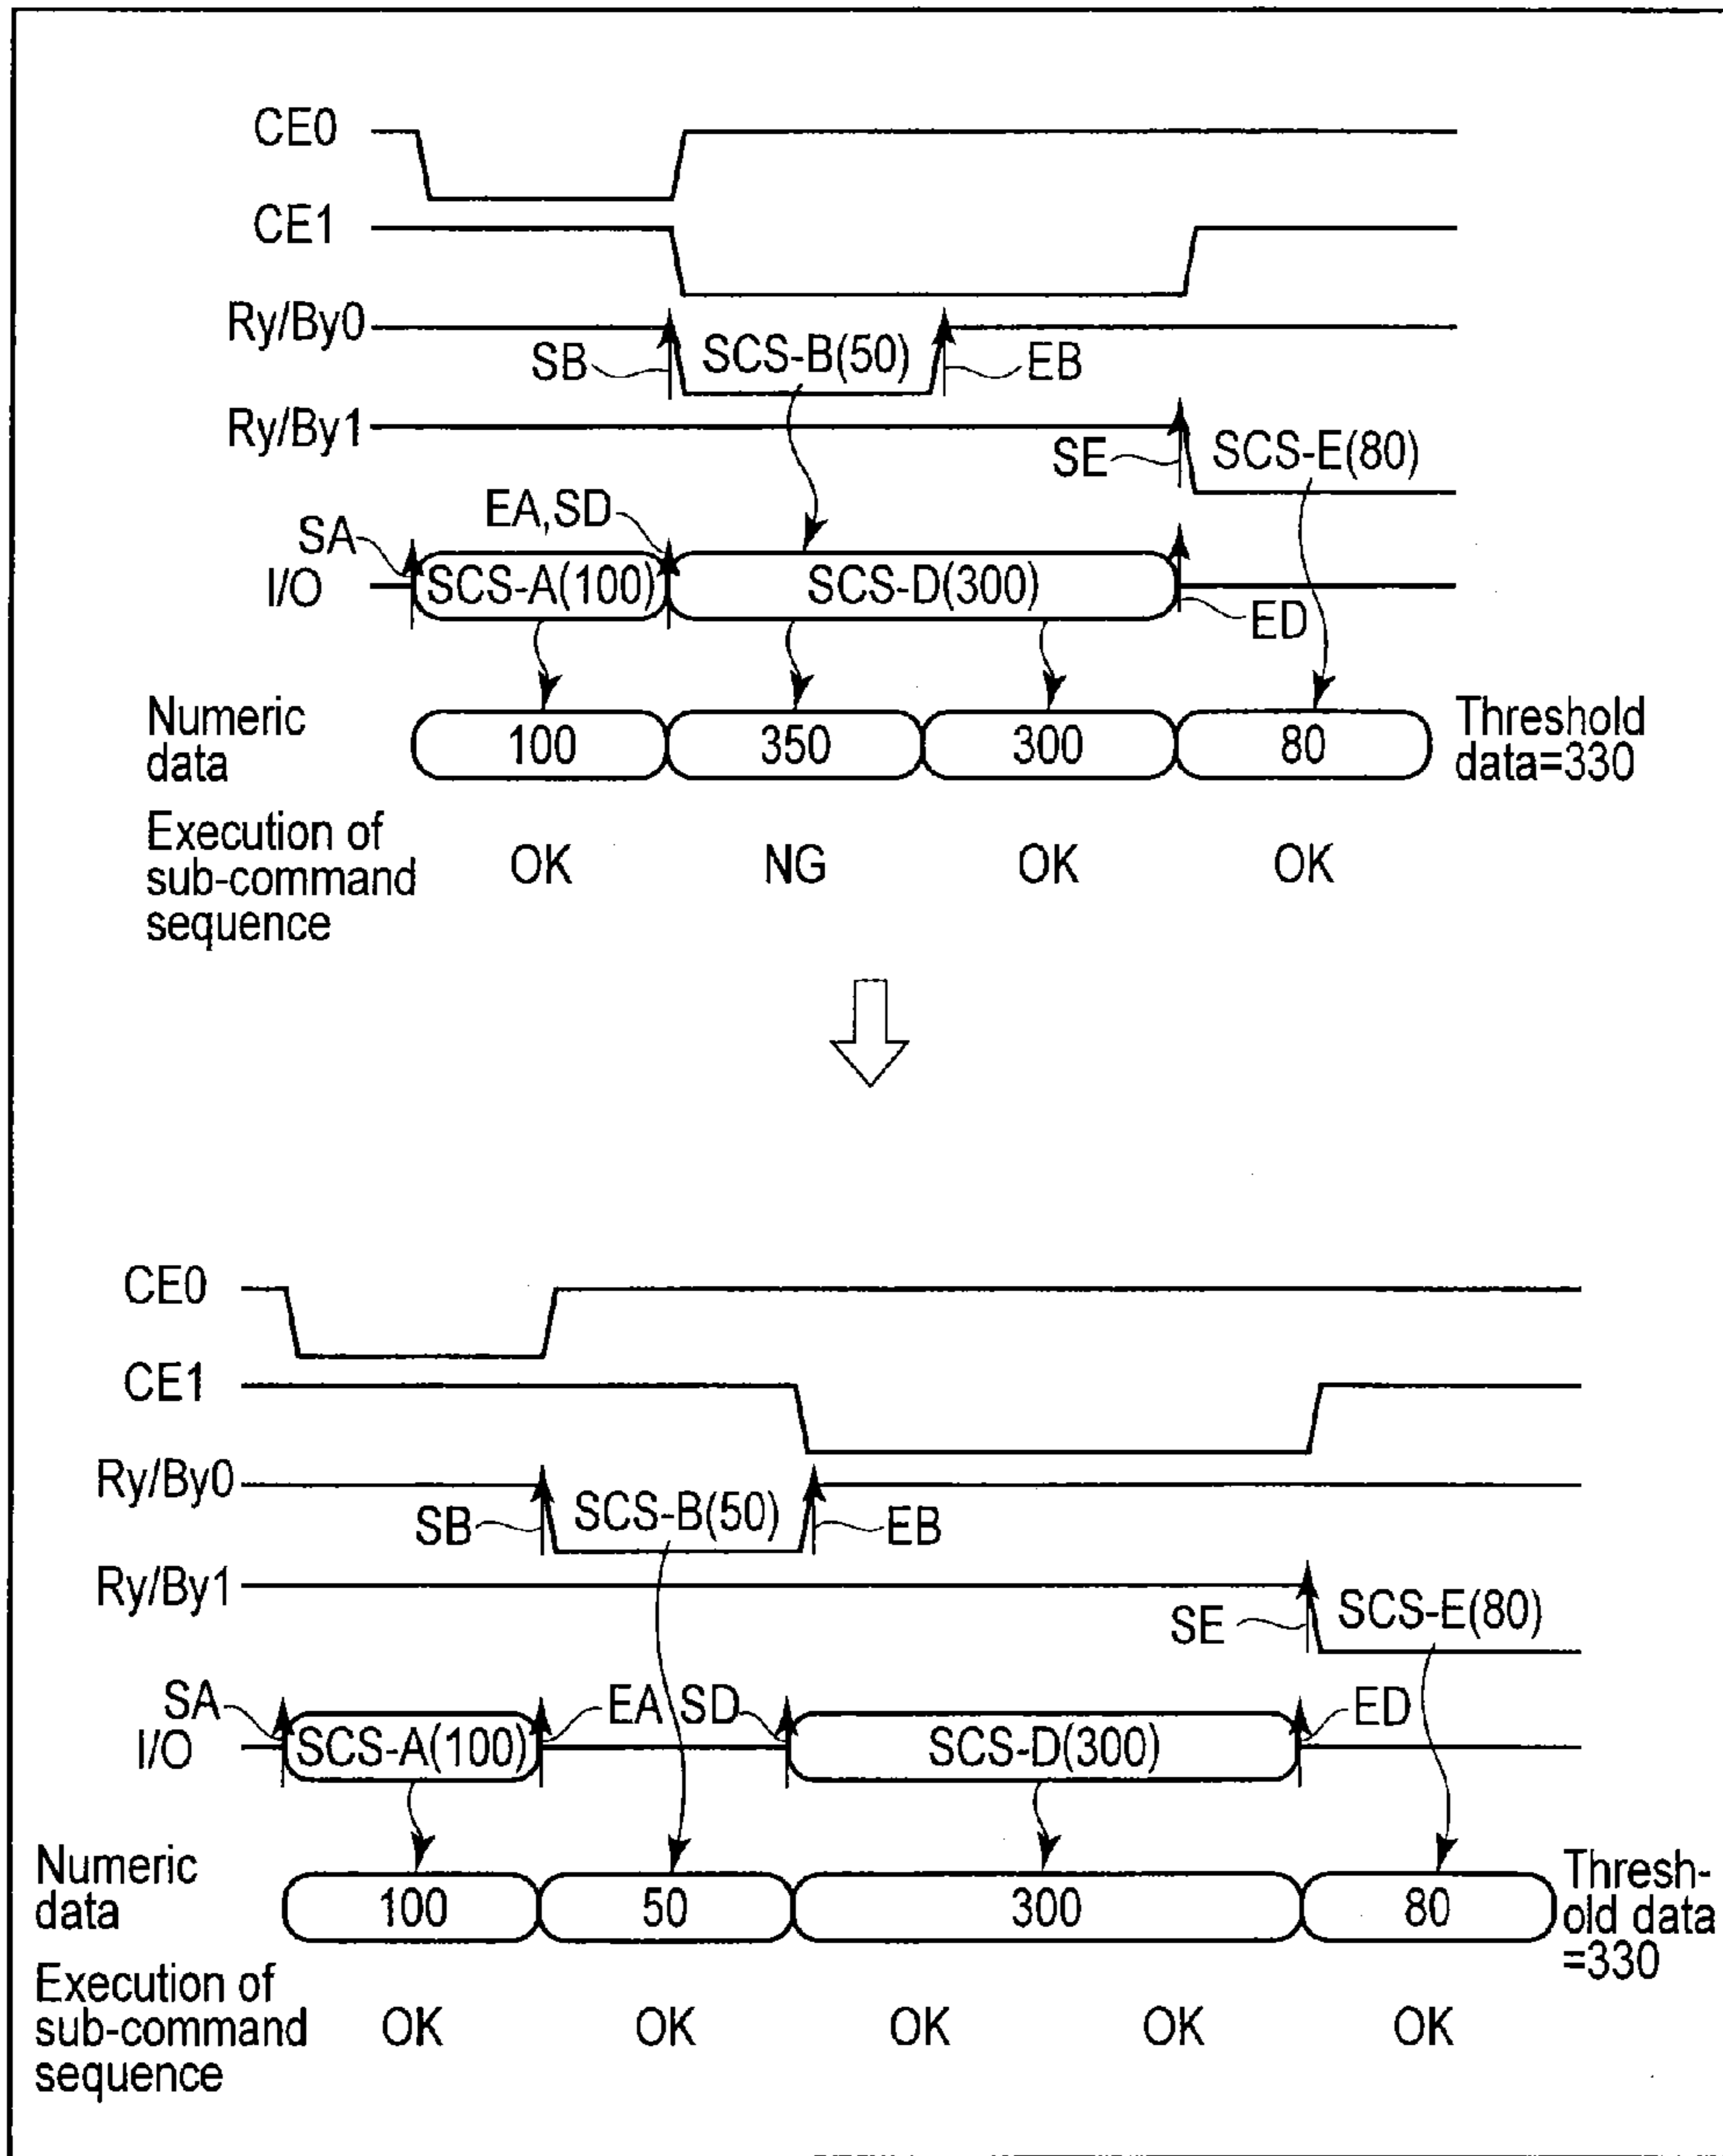 CE0
CE1
Ry/By0
SB
SCS-B(50)
EB
Ry/By1
SE
SCS-E(80)
EA,SD
SA
I/O
SCS-A(100)
SCS-D(300)
ED
Numeric
data
100
350
300
80
Threshold
data=330
Execution of
sub-command
sequence
OK
NG
OK
OK
CE0
CE1
Ry/By0
SB
SCS-B(50)
EB
Ry/By1
SE
SCS-E(80)
SA
EA,SD
ED
I/O
SCS-A(100)
SCS-D(300)
Numeric
data
100
50
300
80
Thresh-
old data
=330
Execution of
sub-command
sequence
OK
OK
OK
OK
OK